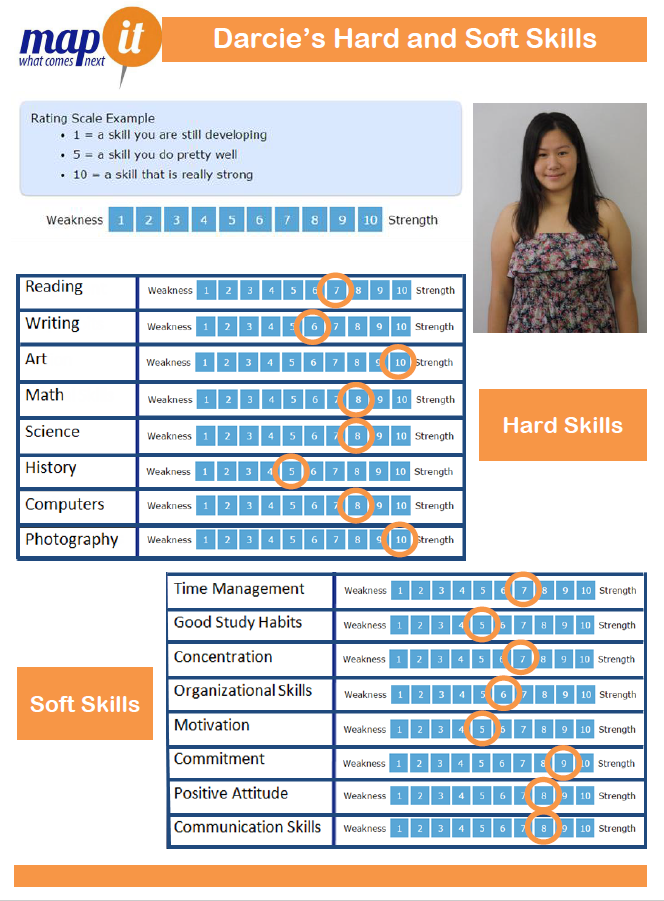 map it
what comes next
Darcie's Hard and Soft Skills
Rating Scale Example
• 1 = a skill you are still developing
• 5 = a skill you do pretty well
• 10 = a skill that is really strong
Weakness 1 2 3 4 5 6 7 8 9 10 Strength
Reading Weakness 1 2 3 4 5 6 7 8 9 10 Strength
Writing Weakness 1 2 3 4 5 6 7 8 9 10 Strength
Art Weakness 1 2 3 4 5 6 7 8 9 10 Strength
Math Weakness 1 2 3 4 5 6 7 8 9 10 Strength
Science Weakness 1 2 3 4 5 6 7 8 9 10 Strength
History Weakness 1 2 3 4 5 6 7 8 9 10 Strength
Computers Weakness 1 2 3 4 5 6 7 8 9 10 Strength
Photography Weakness 1 2 3 4 5 6 7 8 9 10 Strength
Hard Skills
Time Management Weakness 1 2 3 4 5 6 7 8 9 10 Strength
Good Study Habits Weakness 1 2 3 4 5 6 7 8 9 10 Strength
Concentration Weakness 1 2 3 4 5 6 7 8 9 10 Strength
Organizational Skills Weakness 1 2 3 4 5 6 7 8 9 10 Strength
Motivation Weakness 1 2 3 4 5 6 7 8 9 10 Strength
Commitment Weakness 1 2 3 4 5 6 7 8 9 10 Strength
Positive Attitude Weakness 1 2 3 4 5 6 7 8 9 10 Strength
Communication Skills Weakness 1 2 3 4 5 6 7 8 9 10 Strength
Soft Skills